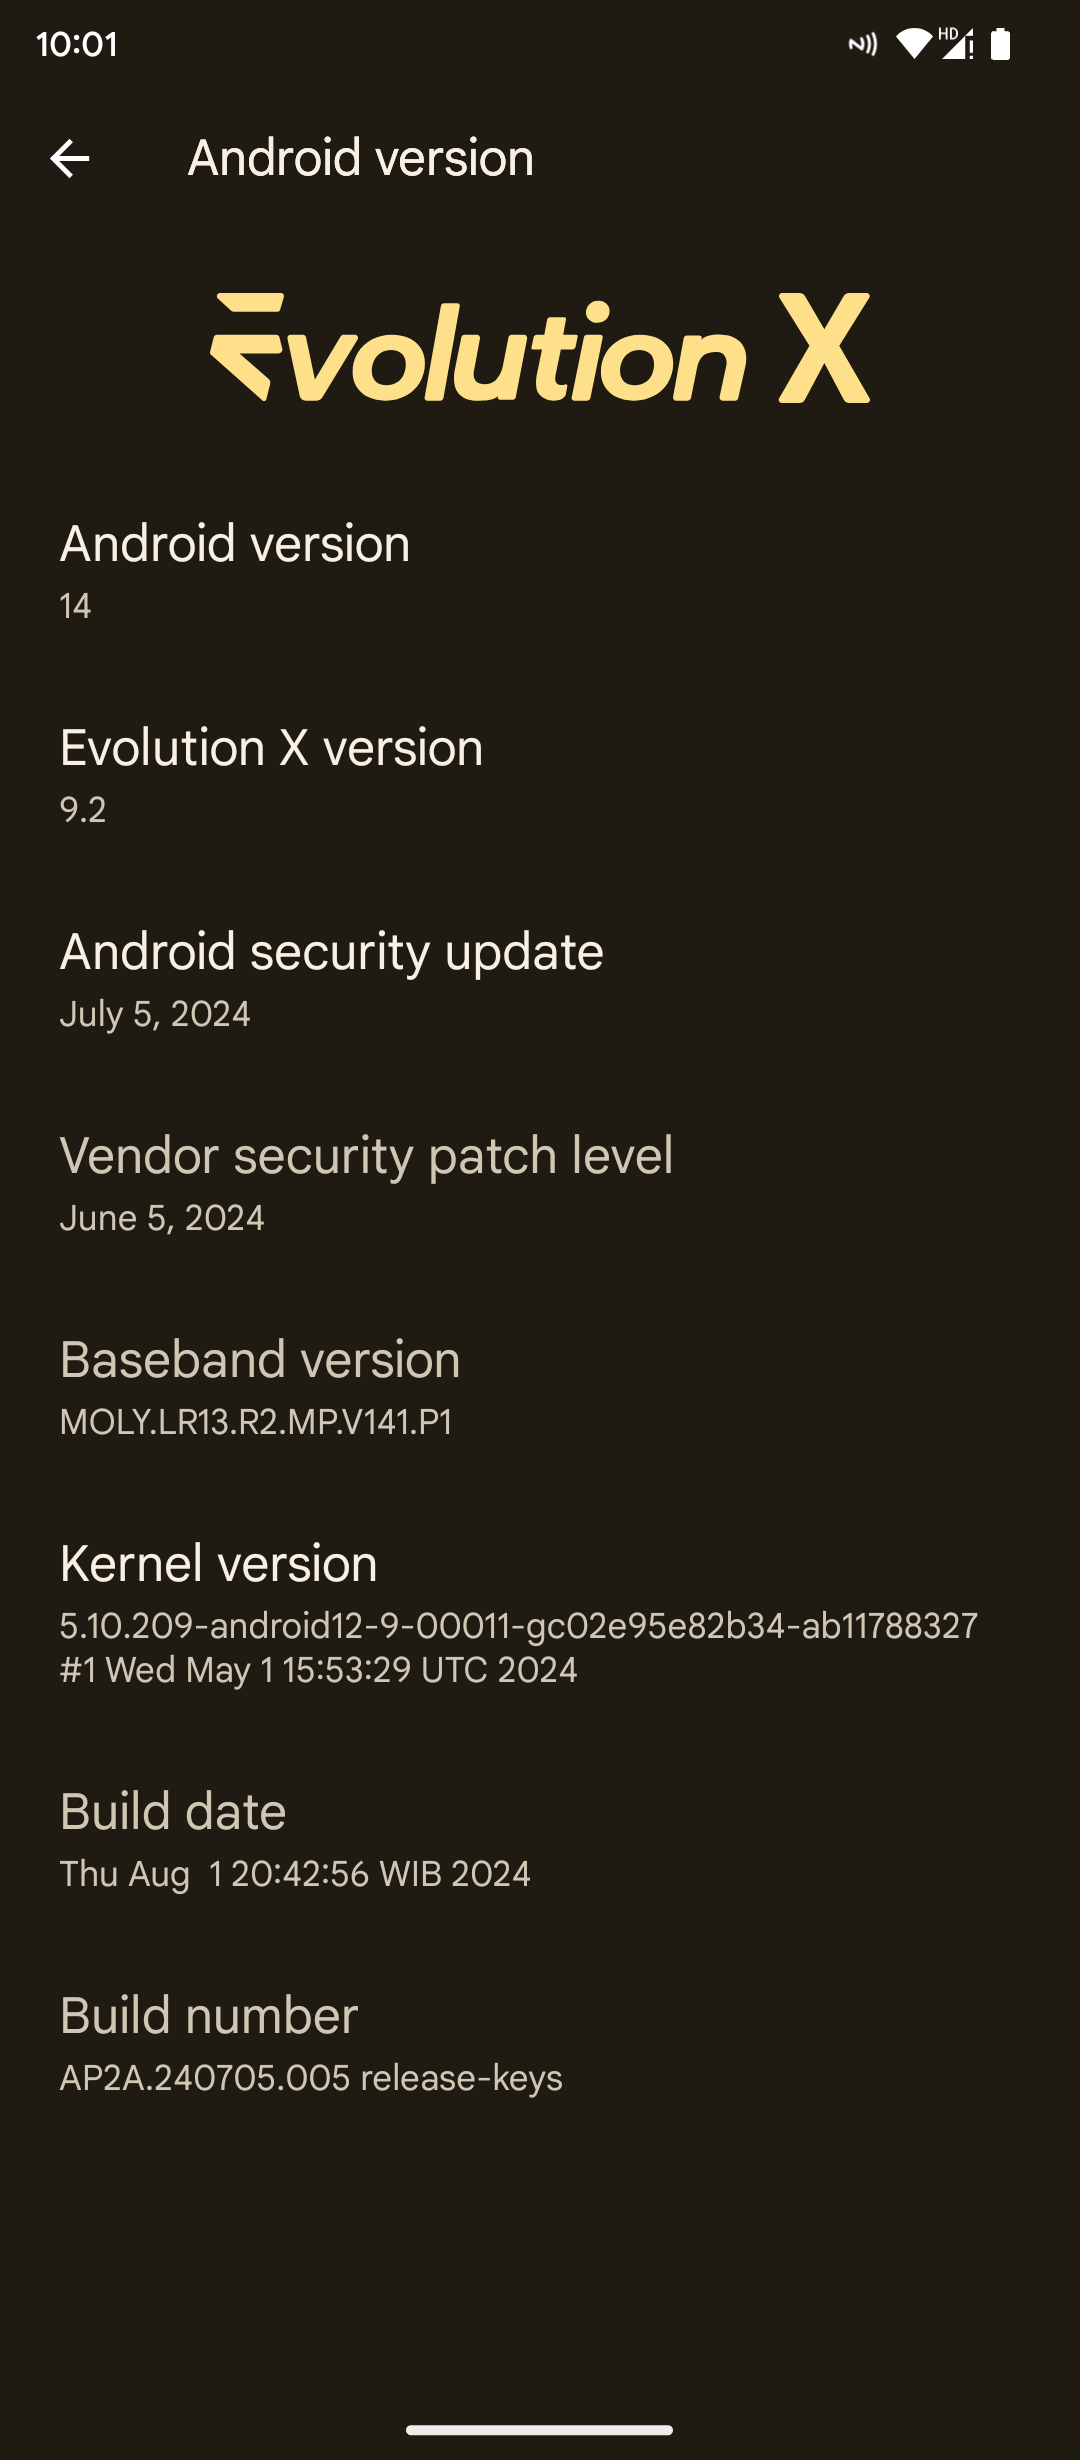 10:01
HD
Android version
Evolution X
Android version
14
Evolution X version
9.2
Android security update
July 5, 2024
Vendor security patch level
June 5, 2024
Baseband version
MOLY.LR13.R2.MP.V141.P1
Kernel version
5.10.209-android12-9-00011-gc02e95e82b34-ab11788327
#1 Wed May 1 15:53:29 UTC 2024
Build date
Thu Aug  1 20:42:56 WIB 2024
Build number
AP2A.240705.005 release-keys